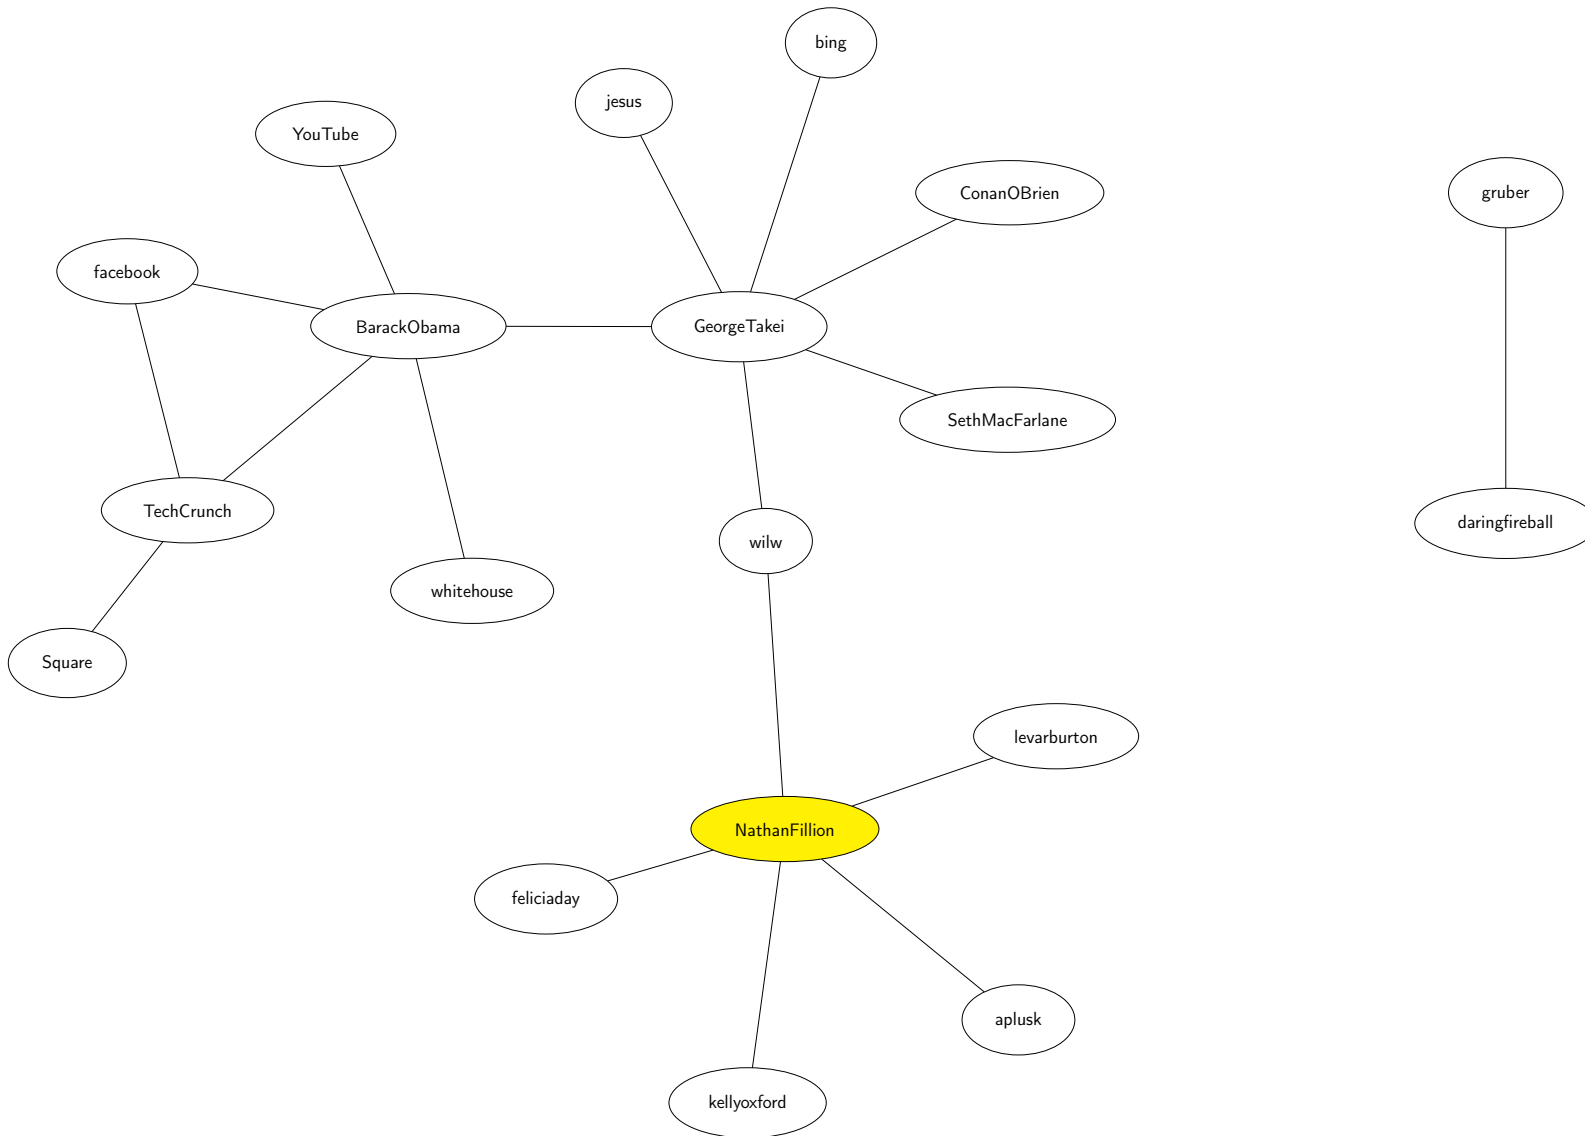 bing
jesus
YouTube
ConanOBrien
gruber
facebook
BarackObama
GeorgeTakei
SethMacFarlane
TechCrunch
daringfireball
wilw
whitehouse
Square
levarburton
NathanFillion
feliciaday
aplusk
kellyoxford